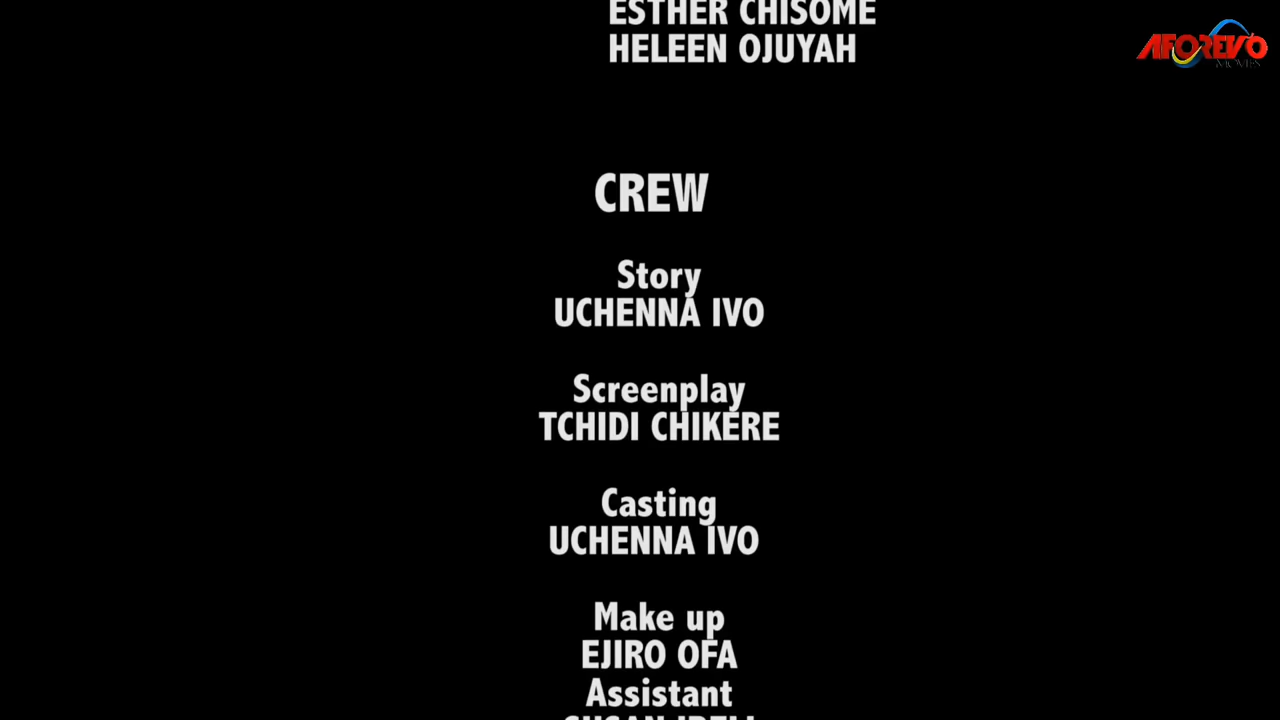 ESTHER CHISOME
HELEEN OJUYAH
AFOREVO
MOVIES
CREW
Story
UCHENNA IVO
Screenplay
TCHIDI CHIKERE
Casting
UCHENNA IVO
Make up
EJIRO OFA
Assistant